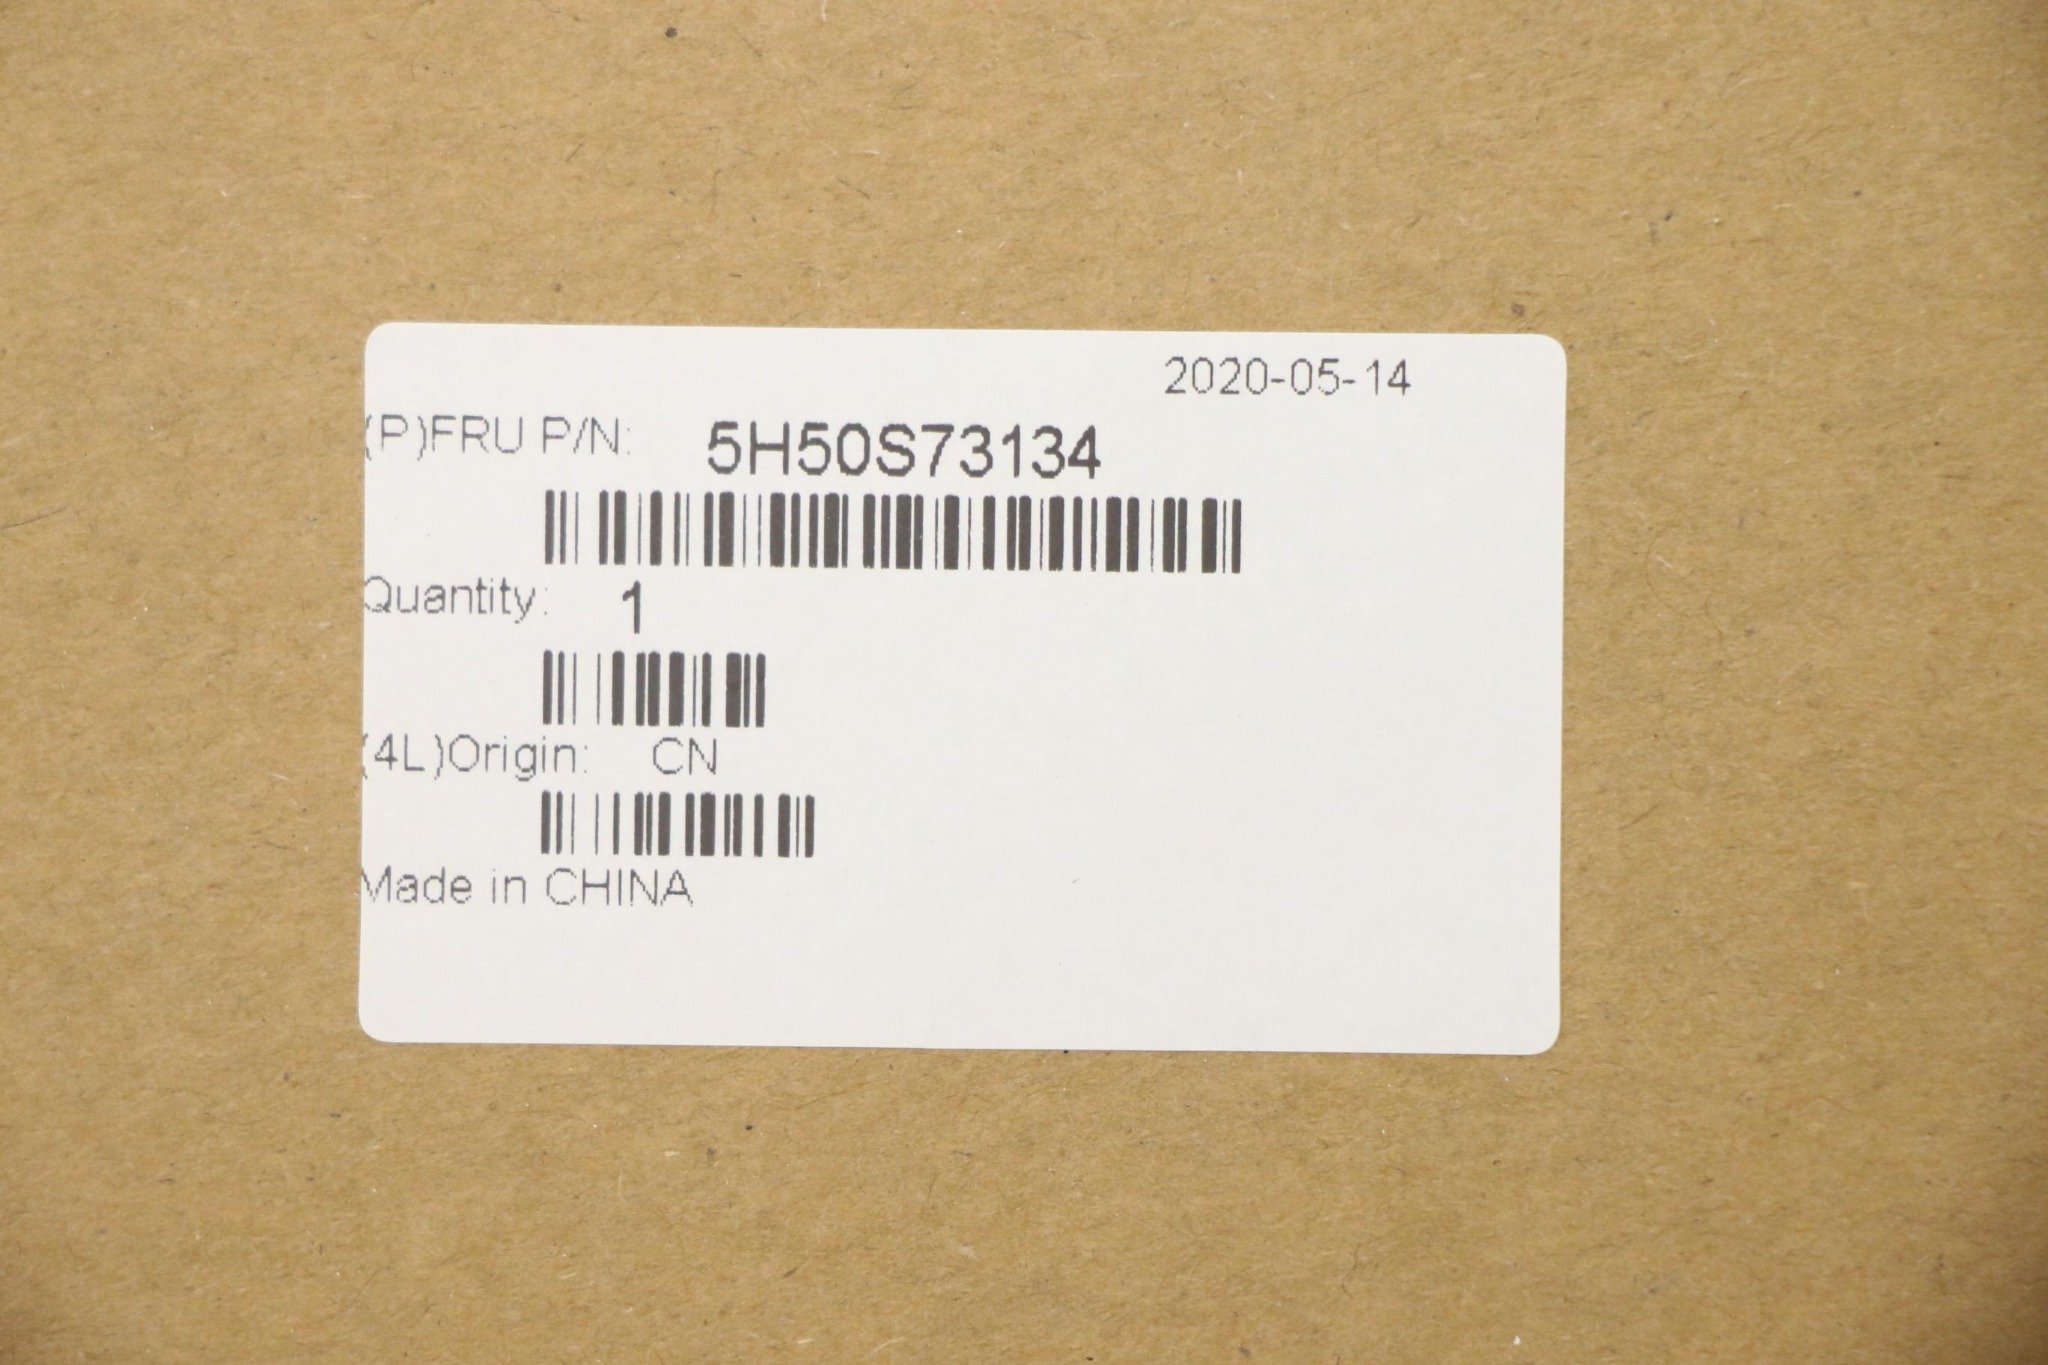 2020-05-14
(P)FRU P/N: 5H50S73134
Quantity: 1
(4L)Origin: CN
Made in CHINA